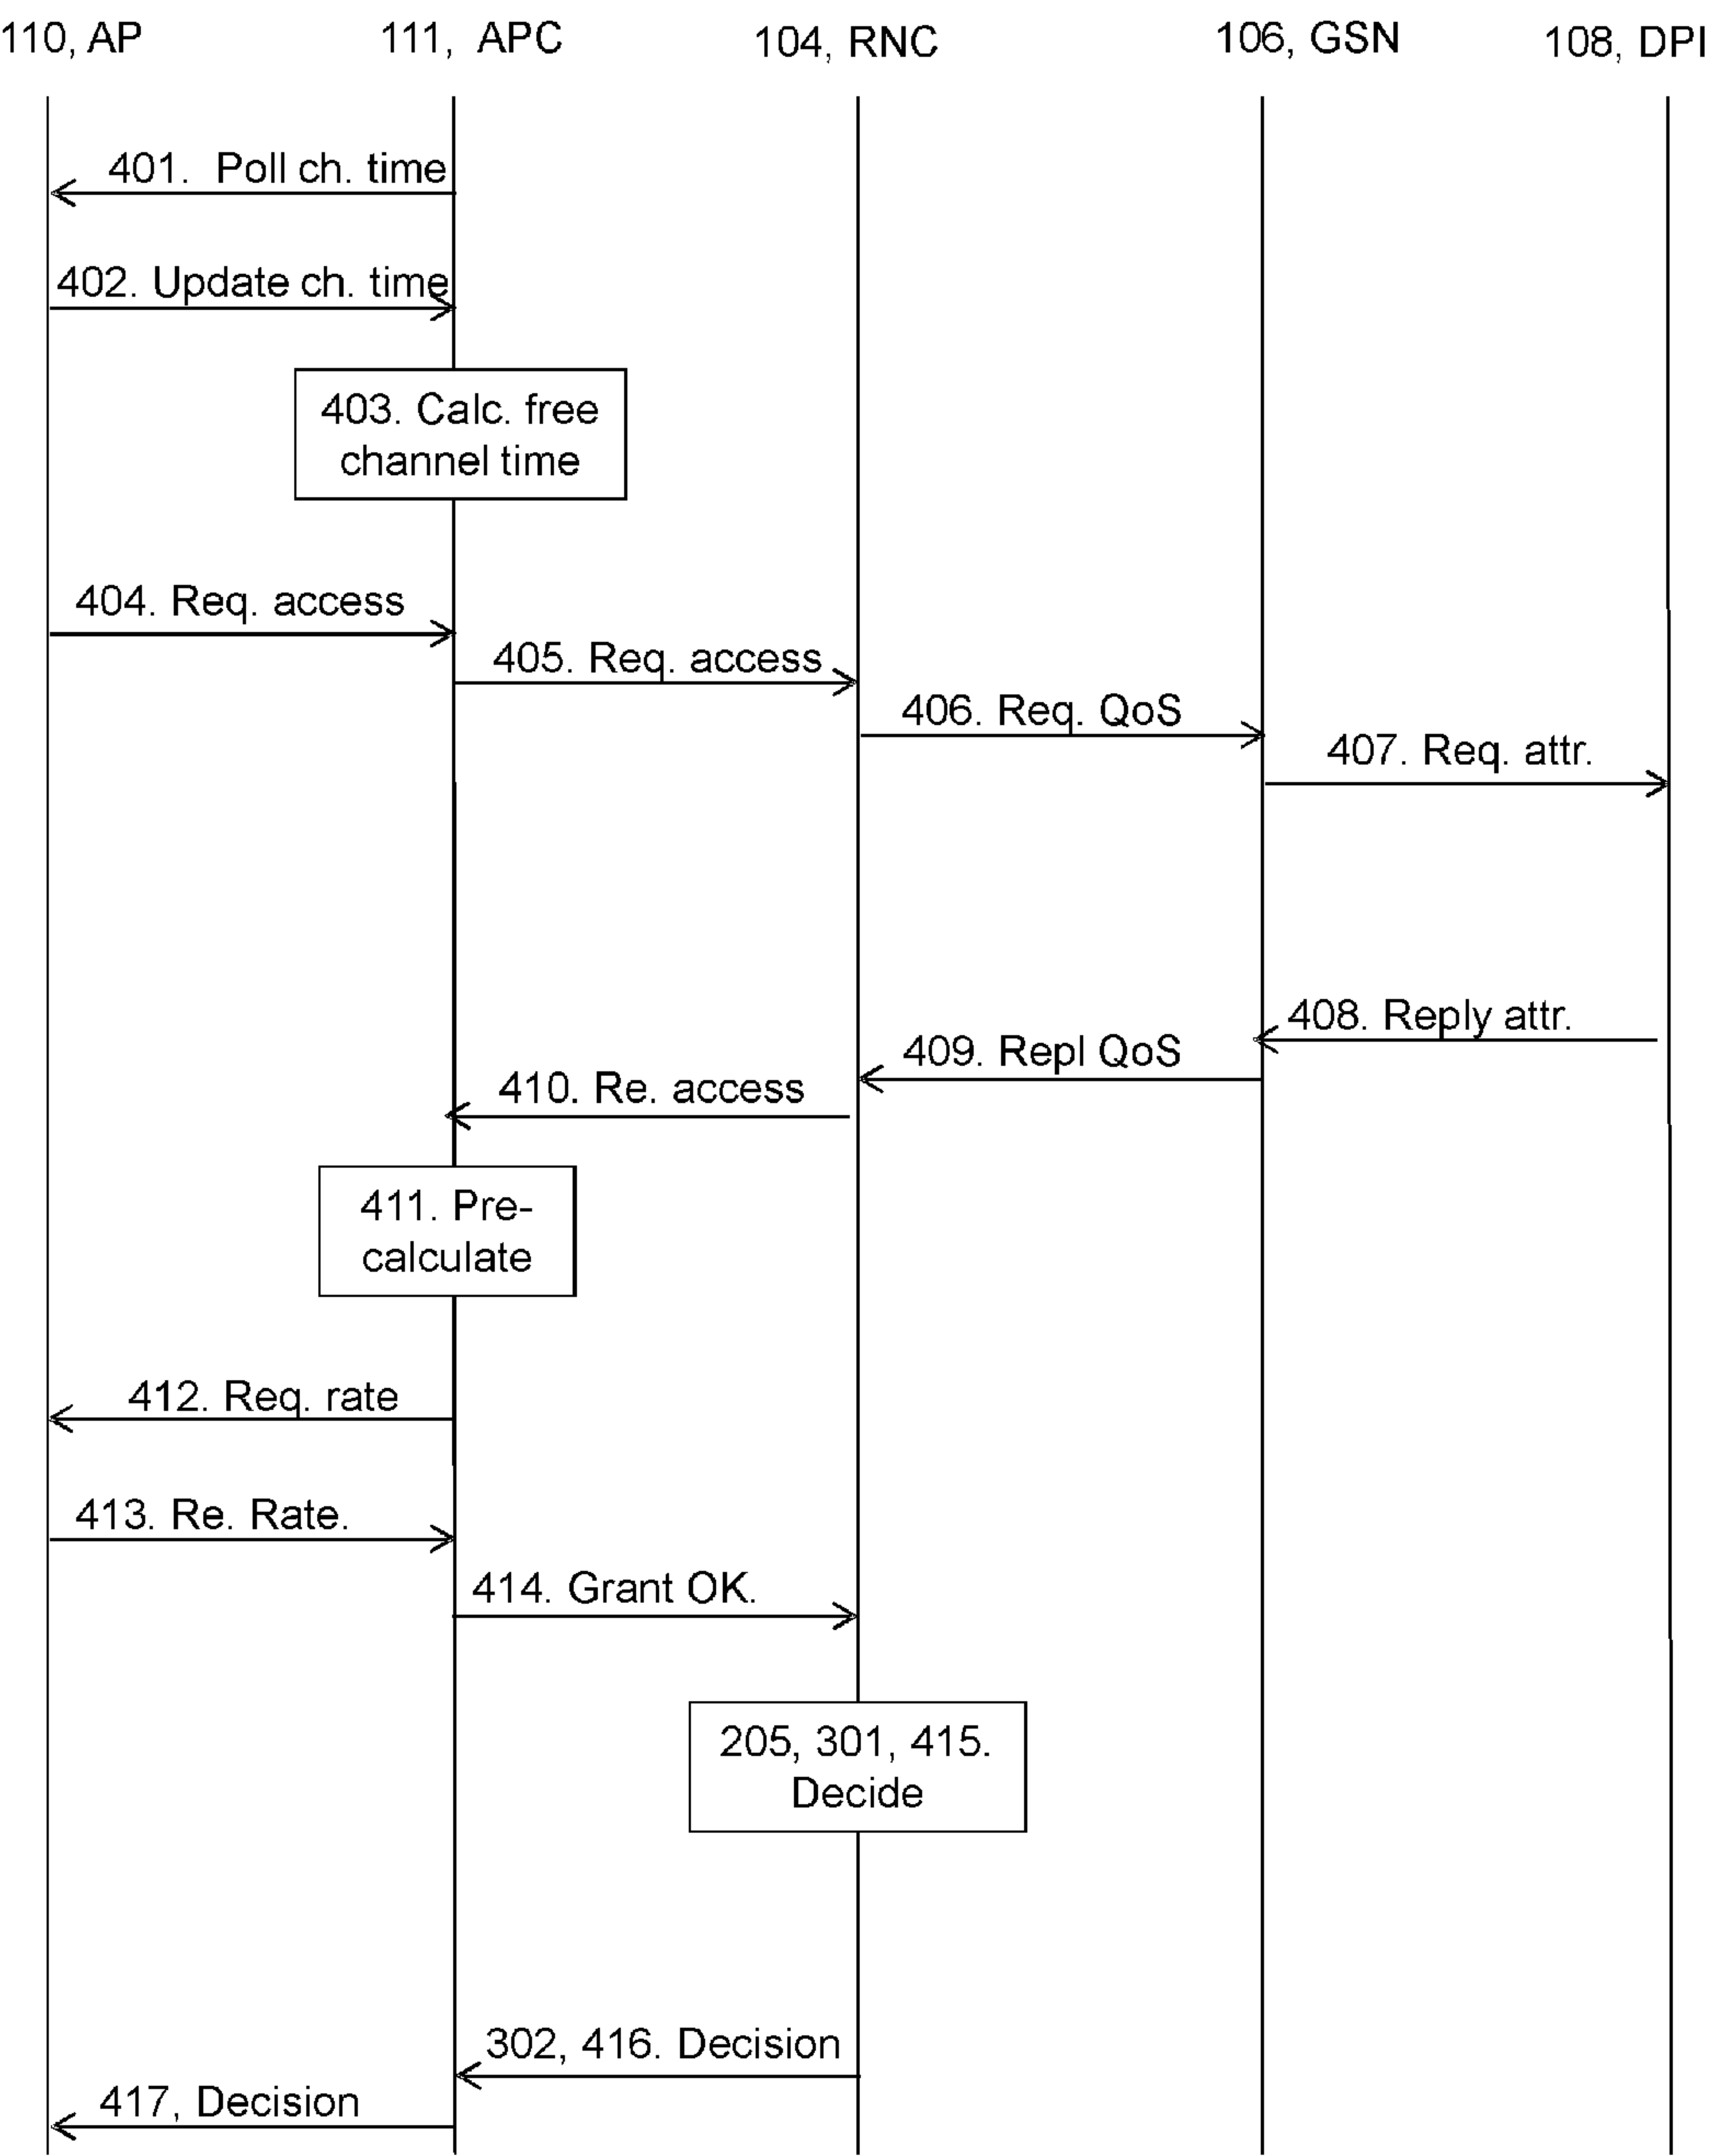 110, AP
111, APC
104, RNC
106, GSN
108, DPI
401. Poll ch. time
402. Update ch. time
403. Calc. free
channel time
404. Req. access
405. Req. access
406. Req. QoS
407. Req. attr.
408. Reply attr.
409. Repl QoS
410. Re. access
411. Pre-
calculate
412. Req. rate
413. Re. Rate.
414. Grant OK.
205, 301, 415.
Decide
302, 416. Decision
417, Decision